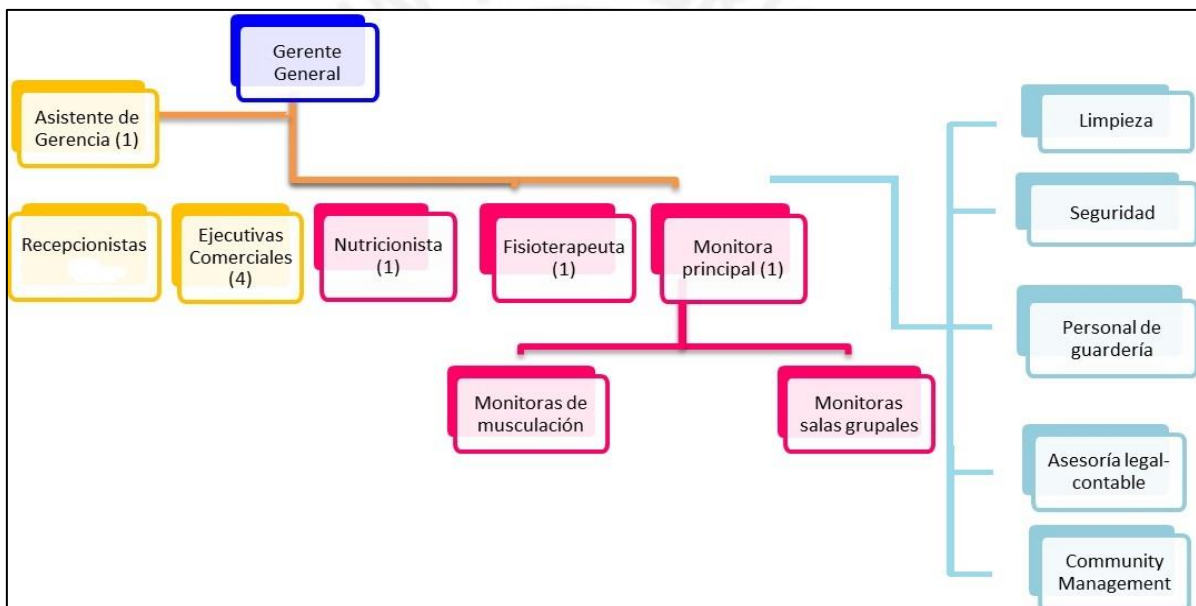 Gerente
General
Asistente de
Gerencia (1)
Limpieza
Seguridad
Recepcionistas
Ejecutivas
Comerciales
(4)
Nutricionista
(1)
Fisioterapeuta
(1)
Monitora
principal (1)
Personal de
guardería
Monitoras de
musculación
Monitoras
salas grupales
Asesoría legal-
contable
Community
Management